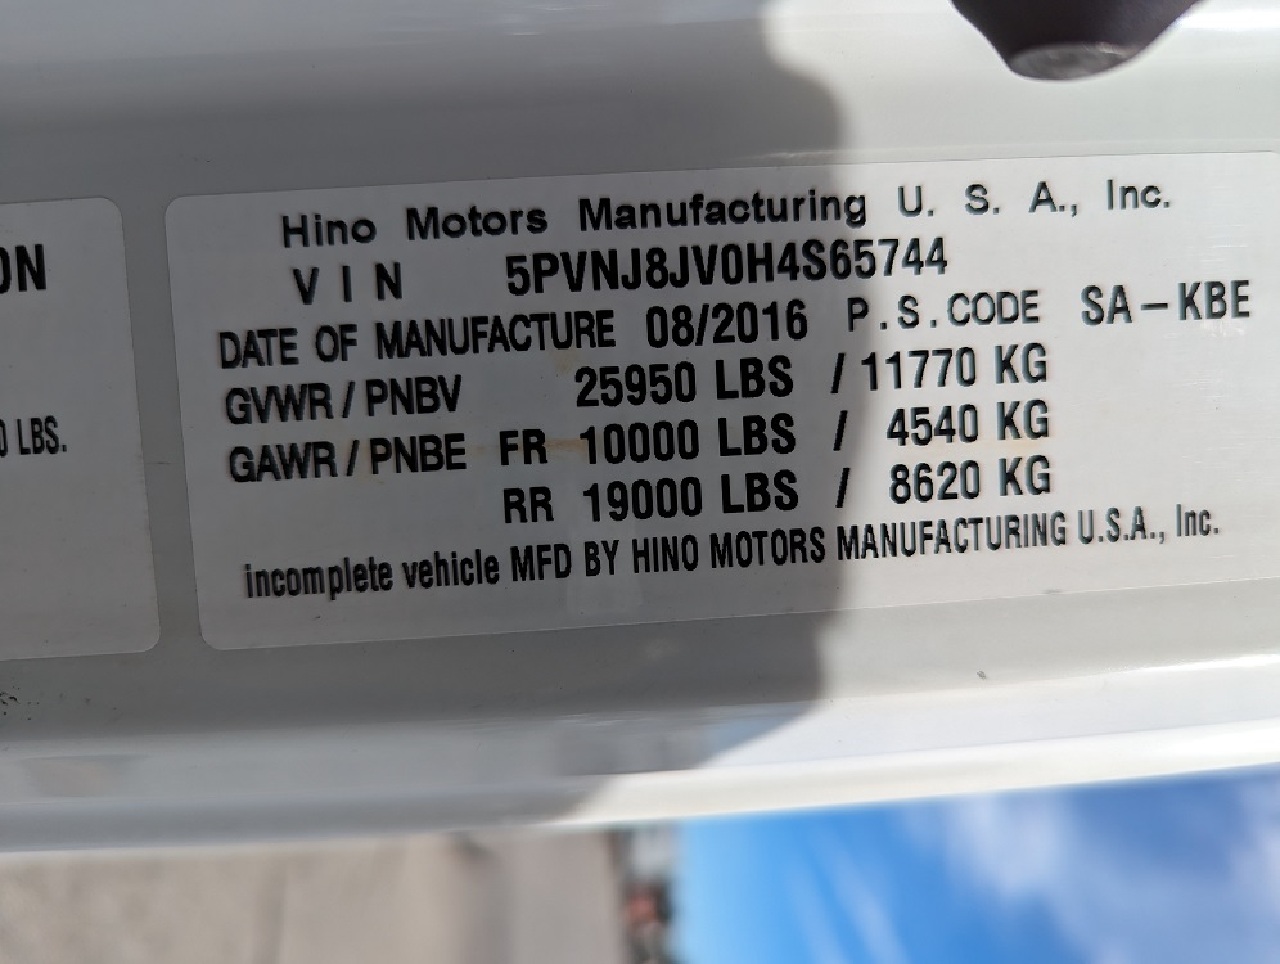 ON
0 LBS.
Hino Motors Manufacturing U. S. A., Inc.
VIN 5PVNJ8JV0H4S65744
DATE OF MANUFACTURE 08/2016 P.S.CODE SA-KBE
GVWR/PNBV 25950 LBS / 11770 KG
GAWR/PNBE FR 10000 LBS / 4540 KG
RR 19000 LBS / 8620 KG
incomplete vehicle MFD BY HINO MOTORS MANUFACTURING U.S.A., Inc.